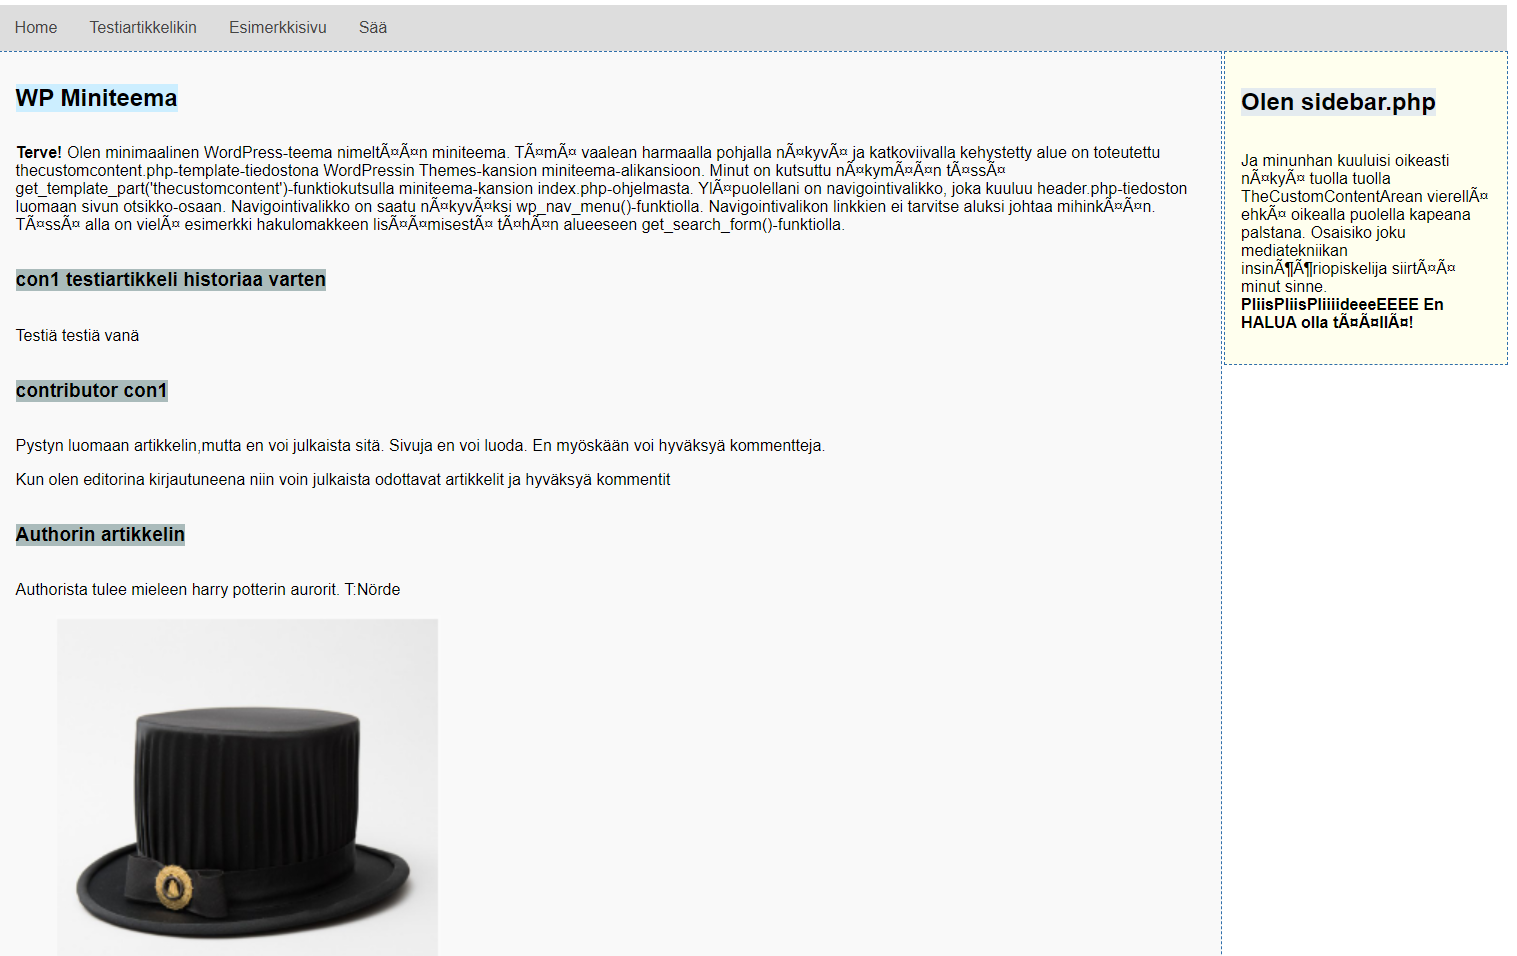 Home Testiartikkelikin Esimerkkisivu Sää
WP Miniteema
Terve! Olen minimaalinen WordPress-teema nimeltÃ¤Ã¤n miniteema. TÃ¤mÃ¤ vaalean harmaalla pohjalla nÃ¤kyvÃ¤ ja katkoviivalla kehystetty alue on toteutettu
thecustomcontent.php-template-tiedostona WordPressin Themes-kansion miniteema-alikansioon. Minut on kutsuttu nÃ¤kymÃ¤Ã¤n tÃ¤ssÃ¤
get_template_part('thecustomcontent')-funktiokutsulla miniteema-kansion index.php-ohjelmasta. YlÃ¤puolellani on navigointivalikko, joka kuuluu header.php-tiedoston
luomaan sivun otsikko-osaan. Navigointivalikko on saatu nÃ¤kyvÃ¤ksi wp_nav_menu()-funktiolla. Navigointivalikon linkkien ei tarvitse aluksi johtaa mihinkÃ¤Ã¤n.
TÃ¤ssÃ¤ alla on vielÃ¤ esimerkki hakulomakkeen lisÃ¤Ã¤misestÃ¤ tÃ¤hÃ¤n alueeseen get_search_form()-funktiolla.
con1 testiartikkeli historiaa varten
Testiä testiä vanä
contributor con1
Pystyn luomaan artikkelin,mutta en voi julkaista sitä. Sivuja en voi luoda. En myöskään voi hyväksyä kommentteja.
Kun olen editorina kirjautuneena niin voin julkaista odottavat artikkelit ja hyväksyä kommentit
Authorin artikkelin
Authorista tulee mieleen harry potterin aurorit. T:Nörde
Olen sidebar.php
Ja minunhan kuuluisi oikeasti
nÃ¤kyÃ¤ tuolla tuolla
TheCustomContentArean vierellÃ¤
ehkÃ¤ oikealla puolella kapeana
palstana. Osaisiko joku
mediatekniikan
insinÃ¶Ã¶riopiskelija siirtÃ¤Ã¤
minut sinne.
PliisPliisPliiiideeeEEEE En
HALUA olla tÃ¤Ã¤llÃ¤!